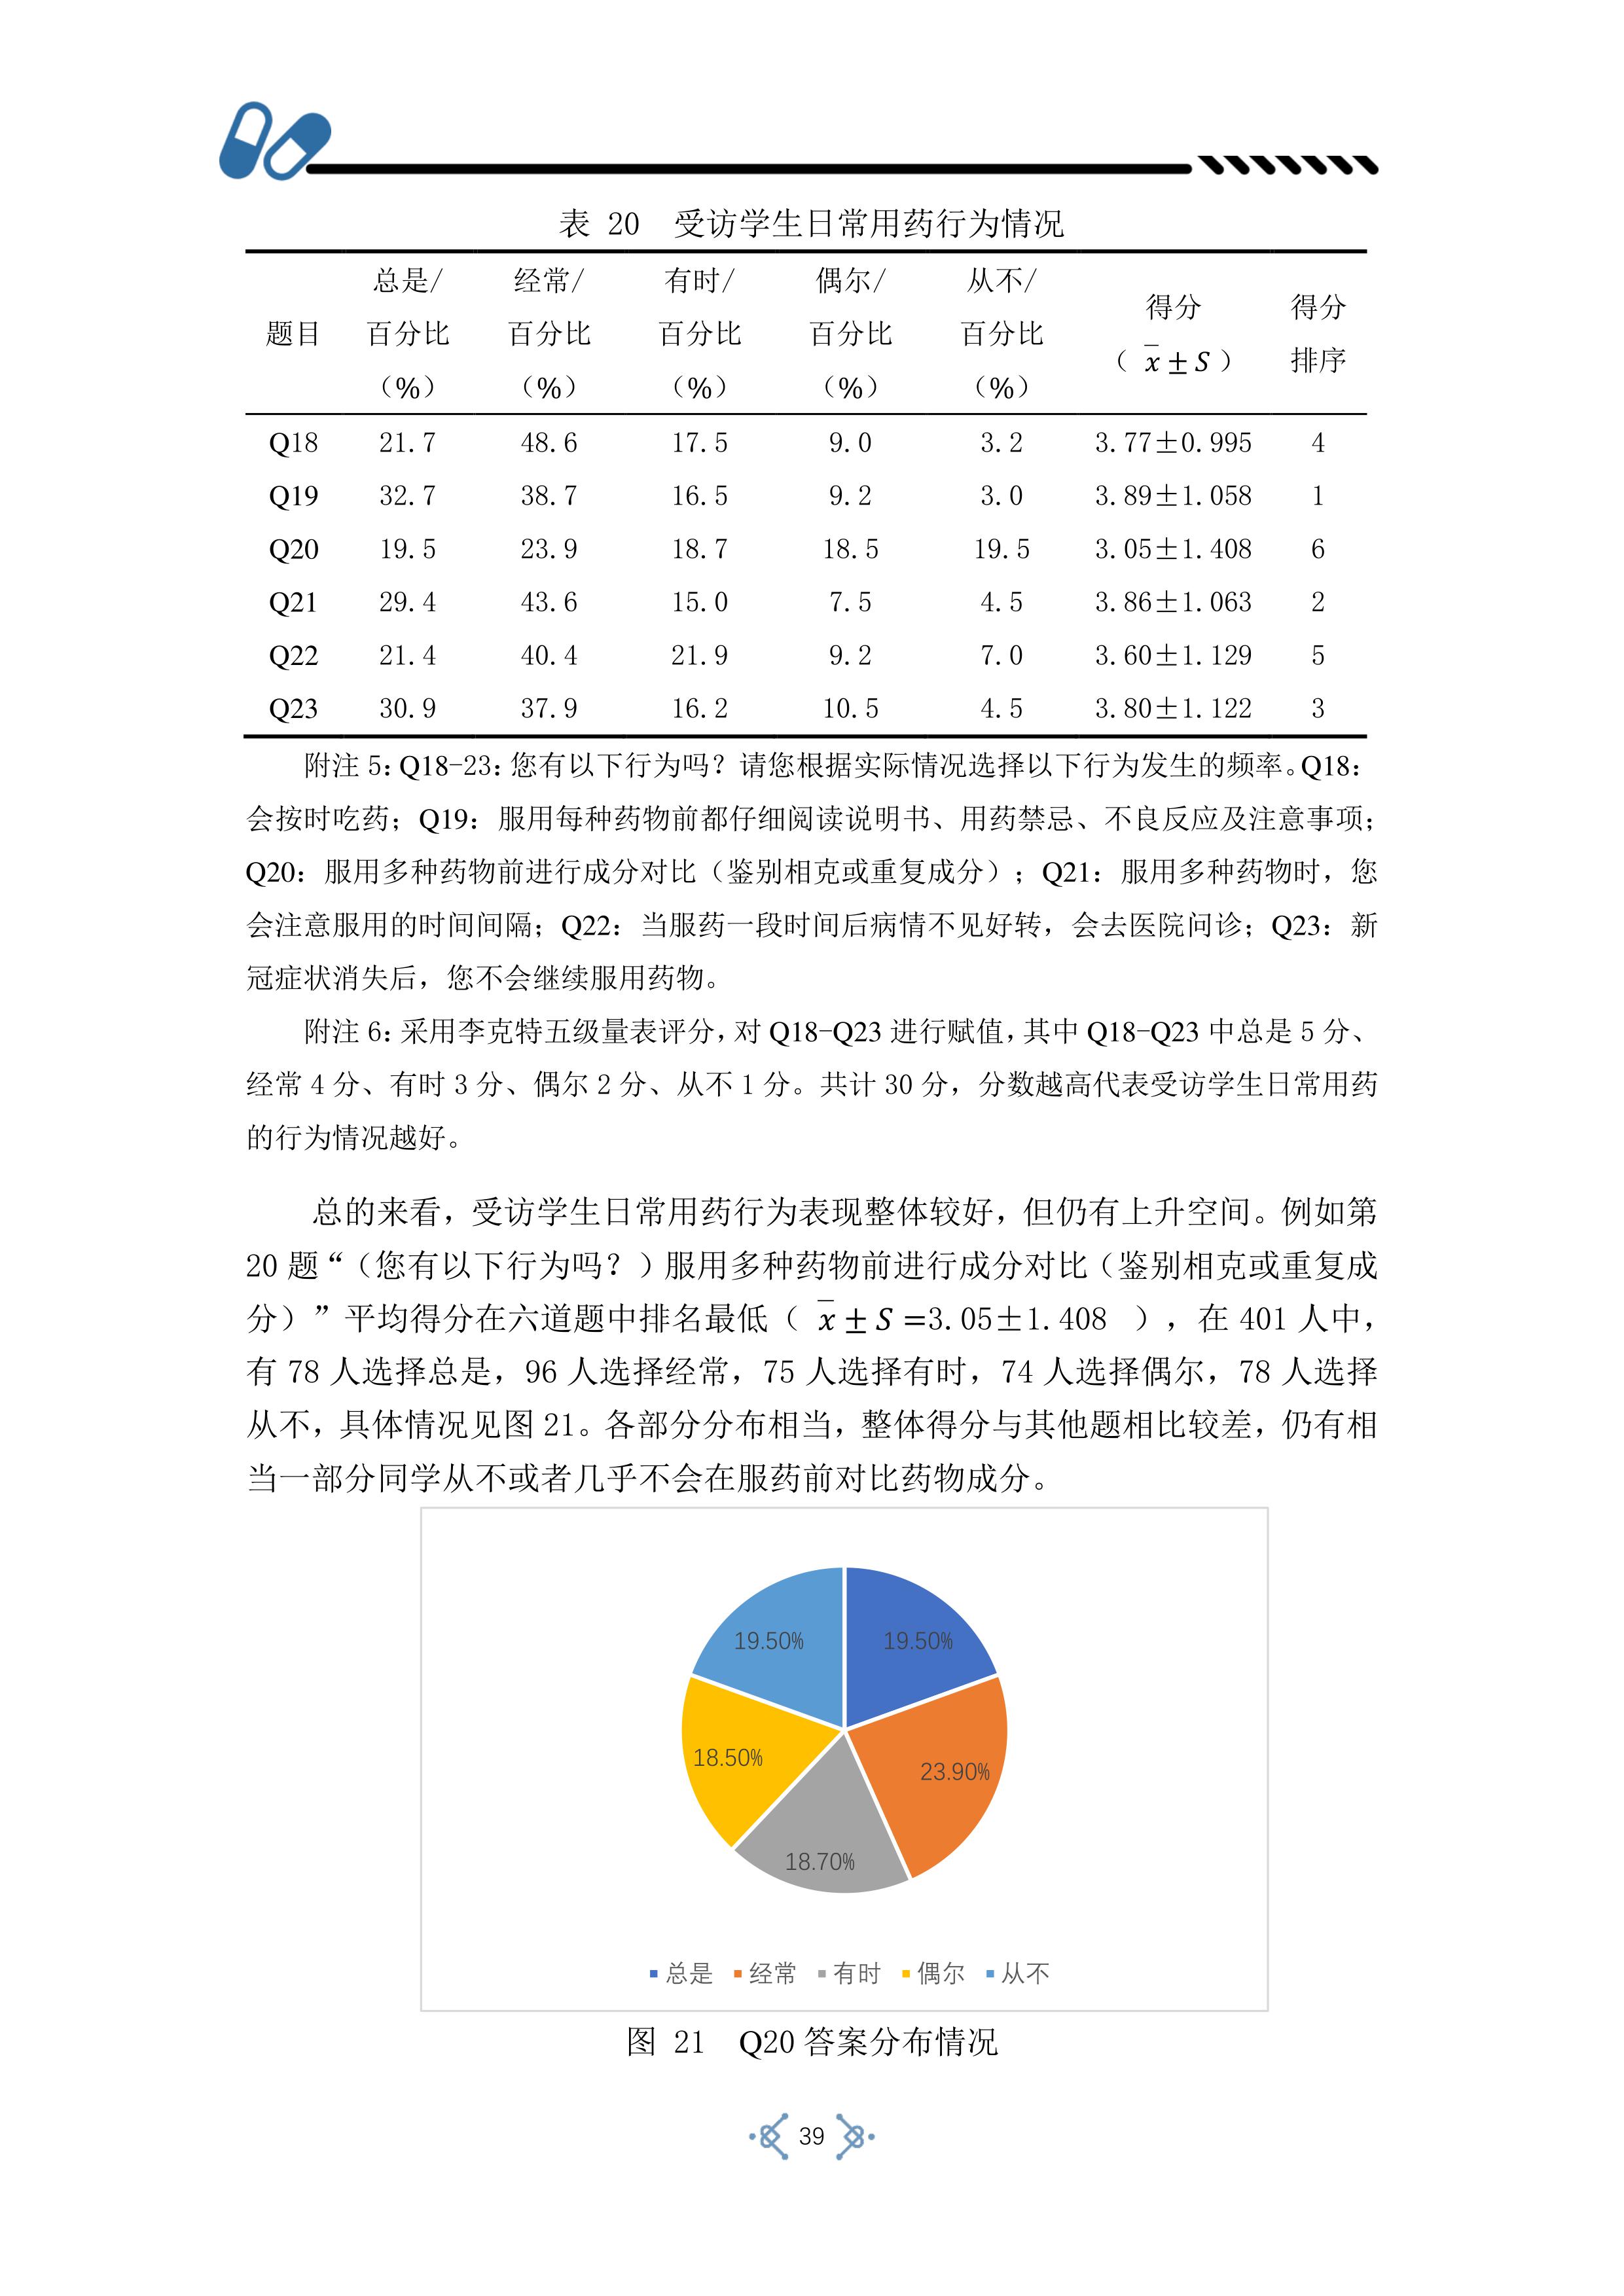 表 20 受访学生日常用药行为情况
题目 总是/百分比（%） 经常/百分比（%） 有时/百分比（%） 偶尔/百分比（%） 从不/百分比（%） 得分（x̅±S） 得分排序
Q18 21.7 48.6 17.5 9.0 3.2 3.77±0.995 4
Q19 32.7 38.7 16.5 9.2 3.0 3.89±1.058 1
Q20 19.5 23.9 18.7 18.5 19.5 3.05±1.408 6
Q21 29.4 43.6 15.0 7.5 4.5 3.86±1.063 2
Q22 21.4 40.4 21.9 9.2 7.0 3.60±1.129 5
Q23 30.9 37.9 16.2 10.5 4.5 3.80±1.122 3
附注 5：Q18-23：您有以下行为吗？请您根据实际情况选择以下行为发生的频率。Q18：
会按时吃药；Q19：服用每种药物前都仔细阅读说明书、用药禁忌、不良反应及注意事项；
Q20：服用多种药物前进行成分对比（鉴别相克或重复成分）；Q21：服用多种药物时，您
会注意服用的时间间隔；Q22：当服药一段时间后病情不见好转，会去医院问诊；Q23：新
冠症状消失后，您不会继续服用药物。
附注 6：采用李克特五级量表评分，对 Q18-Q23 进行赋值，其中 Q18-Q23 中总是 5 分、
经常 4 分、有时 3 分、偶尔 2 分、从不 1 分。共计 30 分，分数越高代表受访学生日常用药
的行为情况越好。
总的来看，受访学生日常用药行为表现整体较好，但仍有上升空间。例如第
20 题“（您有以下行为吗？）服用多种药物前进行成分对比（鉴别相克或重复成
分）”平均得分在六道题中排名最低（ x̅±S=3.05±1.408 ），在 401 人中，
有 78 人选择总是，96 人选择经常，75 人选择有时，74 人选择偶尔，78 人选择
从不，具体情况见图 21。各部分分布相当，整体得分与其他题相比较差，仍有相
当一部分同学从不或者几乎不会在服药前对比药物成分。
19.50% 19.50%
18.50% 23.90%
18.70%
总是 经常 有时 偶尔 从不
图 21 Q20 答案分布情况
39